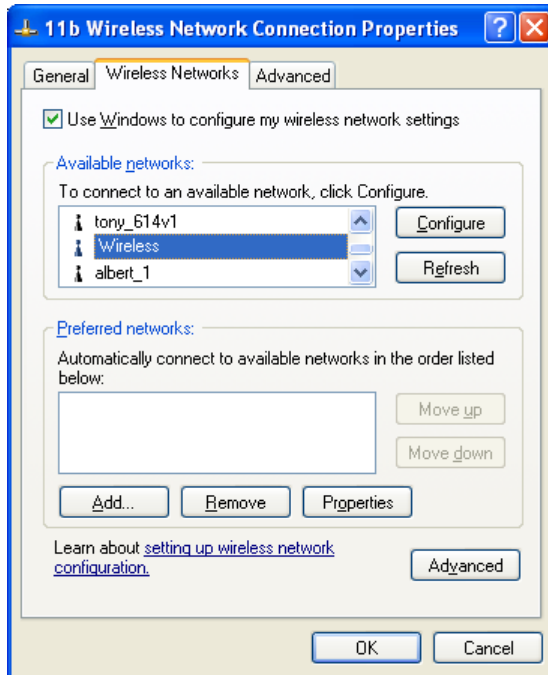 11b Wireless Network Connection Properties
General Wireless Networks Advanced
Use Windows to configure my wireless network settings
Available networks:
To connect to an available network, click Configure.
tony_614v1
Wireless
albert_1
Configure
Refresh
Preferred networks:
Automatically connect to available networks in the order listed
below:
Move up
Move down
Add... Remove Properties
Learn about setting up wireless network
configuration.
Advanced
OK Cancel